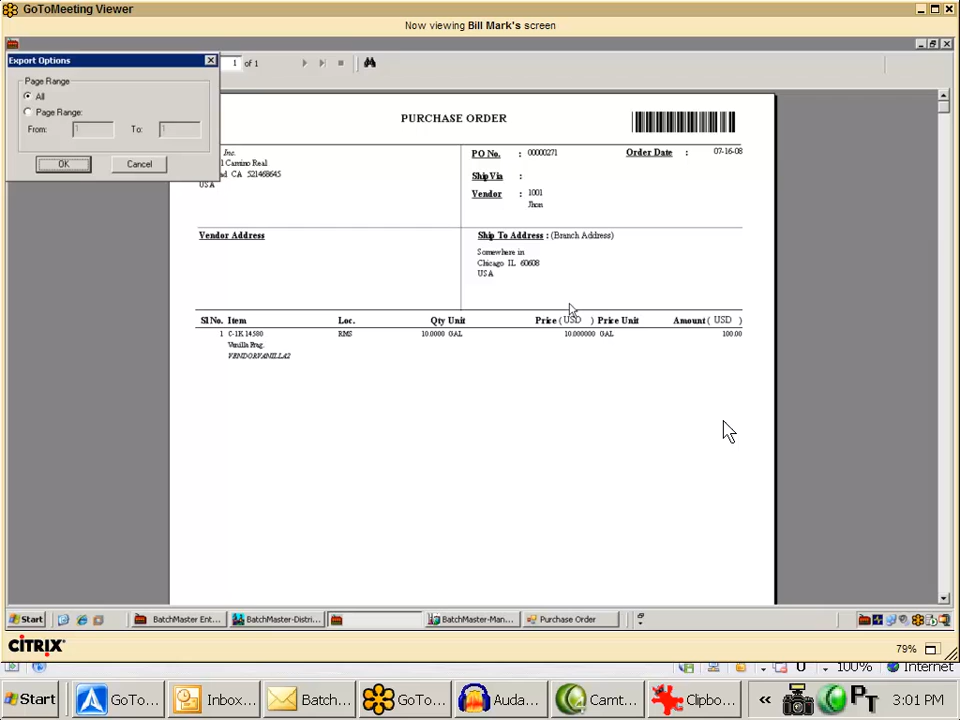 GoToMeeting Viewer
Now viewing Bill Mark's screen
Export Options
Page Range
All
Page Range:
From: 1 To: 1
OK Cancel
1 of 1
PURCHASE ORDER
Inc.
Camino Real
CA 521468645
USA
PO No. : 00000271
Order Date : 07-16-08
Ship Via :
Vendor : 1001
Jhon
Vendor Address
Ship To Address : (Branch Address)
Somewhere in
Chicago IL 60608
USA
Sl No. Item Loc. Qty Unit Price ( USD ) Price Unit Amount ( USD )
1 C-1K 14580 RMS 10.0000 GAL 10.000000 GAL 100.00
Vanilla Frag.
VENDORVANILLA2
Start BatchMaster Ent... BatchMaster-Distri... BatchMaster-Man... Purchase Order
CITRIX
79%
U 100% Internet
Start GoTo... Inbox... Batch... GoTo... Auda... Camt... Clipbo... « PT 3:01 PM